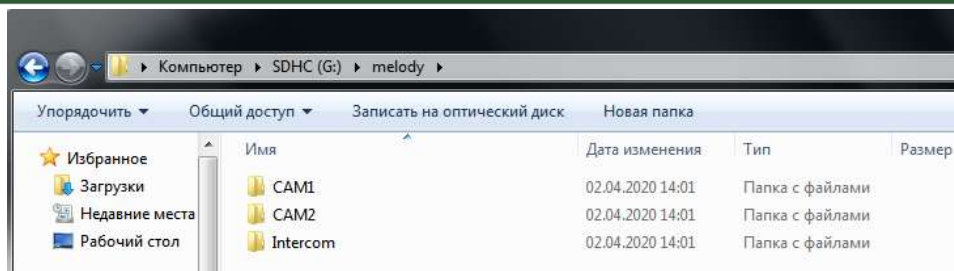 Компьютер SDHC (G:) melody
Упорядочить Общий доступ Записать на оптический диск Новая папка
Избранное Имя Дата изменения Тип Размер
Загрузки CAM1 02.04.2020 14:01 Папка с файлами
Недавние места CAM2 02.04.2020 14:01 Папка с файлами
Рабочий стол Intercom 02.04.2020 14:01 Папка с файлами